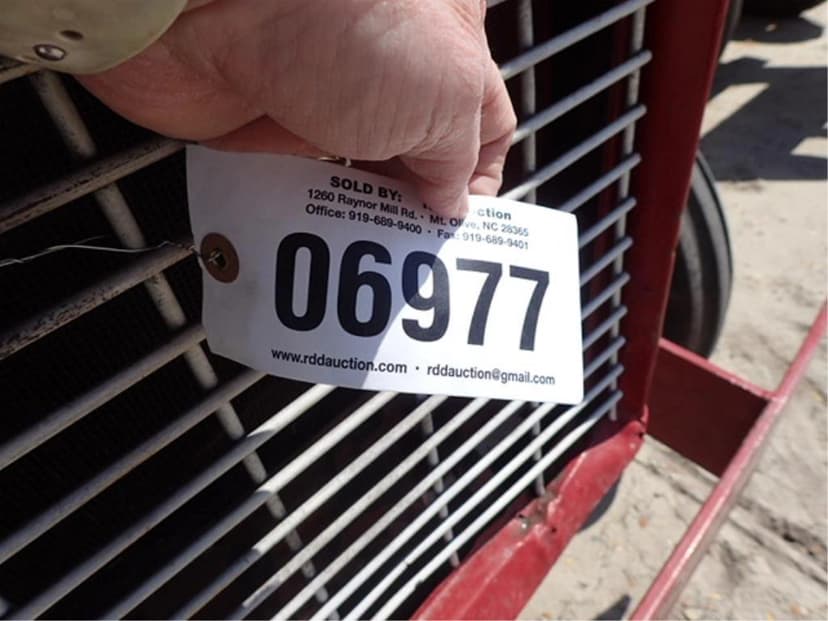 SOLD BY: ction
1260 Raynor Mill Rd. • Mt. Olive, NC 28365
Office: 919-689-9400 • Fax: 919-689-9401
06977
www.rddauction.com • rddauction@gmail.com